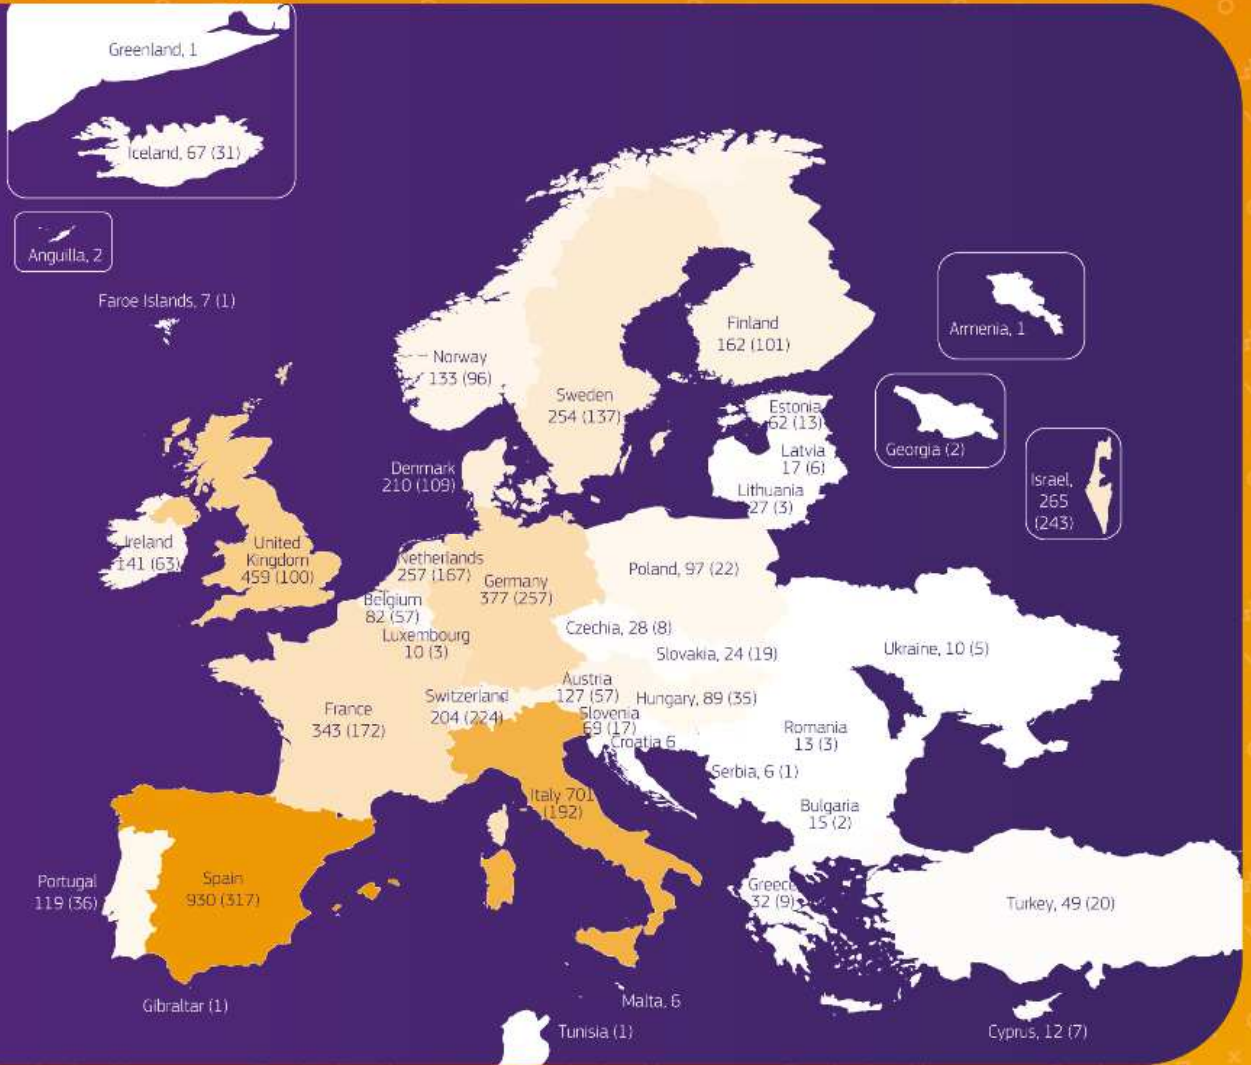 Greenland, 1
Iceland, 67 (31)
Anguilla, 2
Faroe Islands, 7 (1)
Armenia, 1
Finland
162 (101)
Norway
133 (96)
Sweden
254 (137)
Estonia
62 (13)
Georgia (2)
Latvia
17 (6)
Denmark
210 (109)
Israel,
265
(243)
Lithuania
27 (3)
Ireland
141 (63)
United
Kingdom
459 (100)
Netherlands
257 (167)
Germany
377 (257)
Poland, 97 (22)
Belgium
82 (57)
Czechia, 28 (8)
Luxembourg
10 (3)
Slovakia, 24 (19)
Ukraine, 10 (5)
Austria
127 (57)
Switzerland
204 (224)
Hungary, 89 (35)
France
343 (172)
Slovenia
69 (17)
Romania
13 (3)
Croatia 6
Serbia, 6 (1)
Italy 701
(192)
Bulgaria
15 (2)
Portugal
119 (36)
Spain
930 (317)
Greece
32 (9)
Turkey, 49 (20)
Gibraltar (1)
Malta, 6
Tunisia (1)
Cyprus, 12 (7)